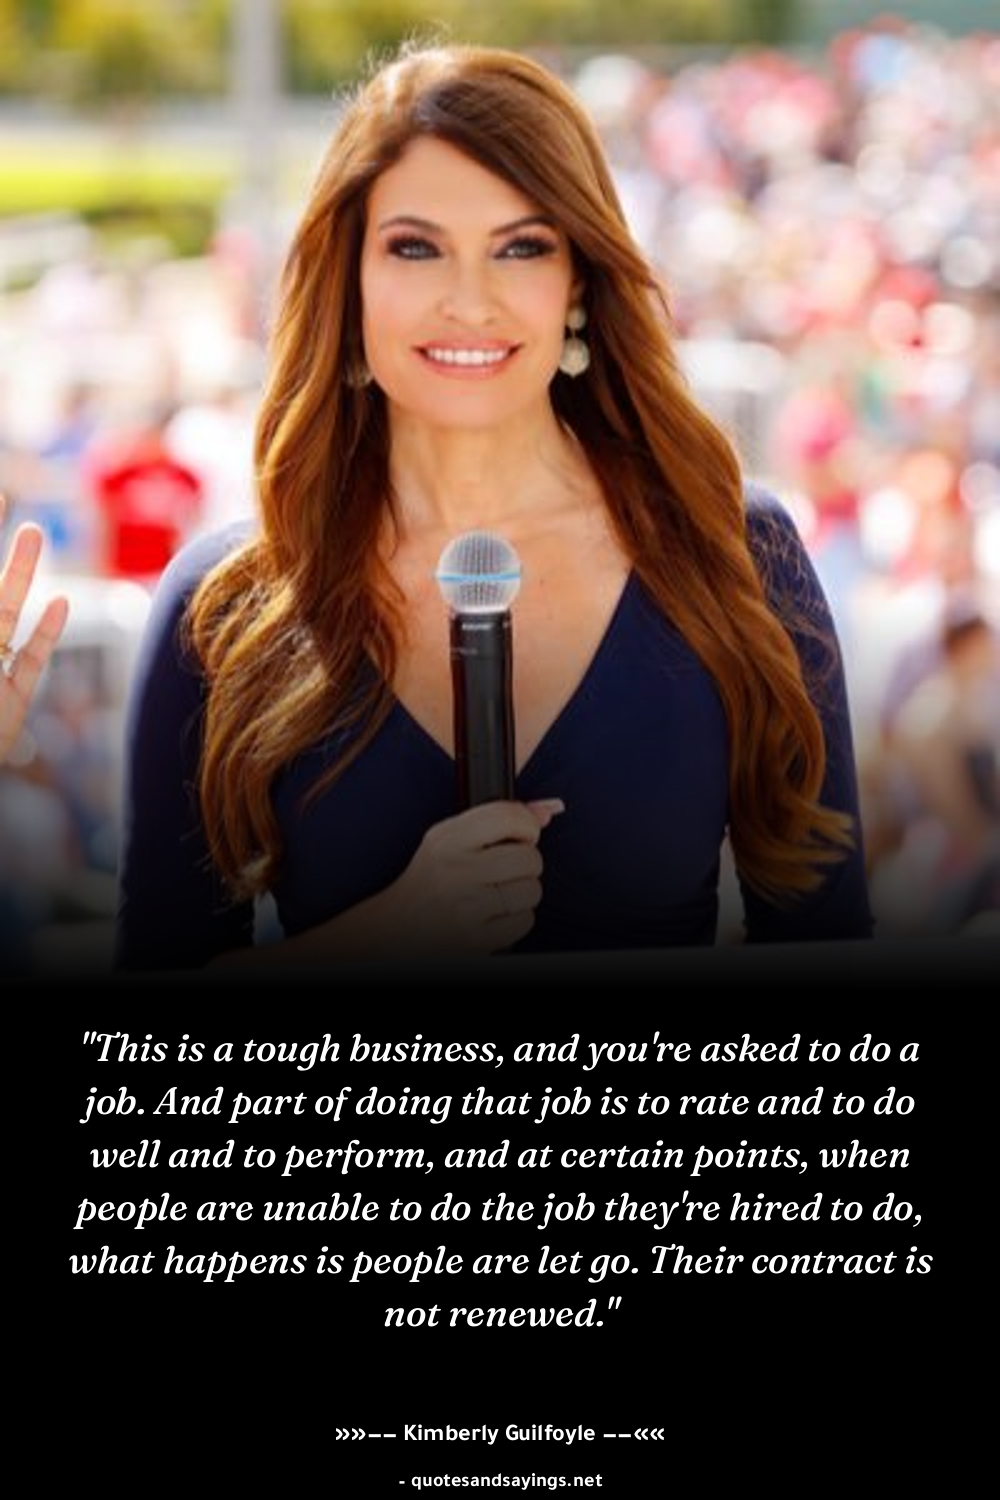 "This is a tough business, and you're asked to do a
job. And part of doing that job is to rate and to do
well and to perform, and at certain points, when
people are unable to do the job they're hired to do,
what happens is people are let go. Their contract is
not renewed."
»»−− Kimberly Guilfoyle −−««
- quotesandsayings.net